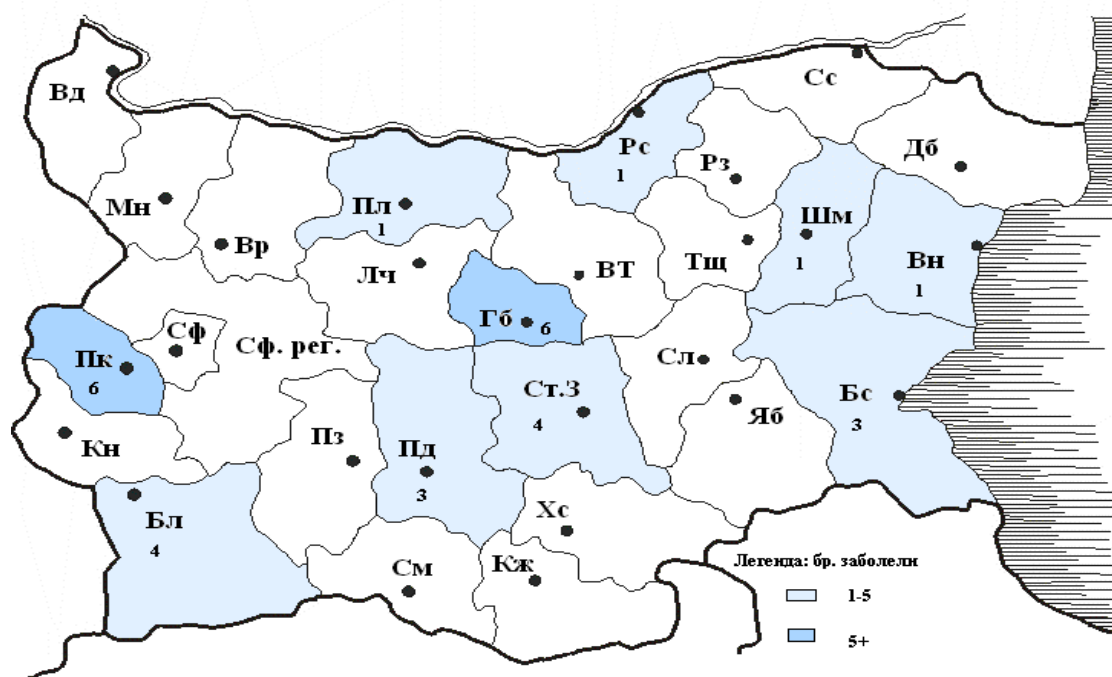 Вд
Сс
Рс
1
Рз
Дб
Мн
Пл
1
Вр
Шм
1
Лч
ВТ
Тщ
Вн
1
Гб 6
Сф
Сф. рег.
Пк
6
Сл
Ст.З
4
Бс
3
Яб
Кн
Пз
Пд
3
Бл
4
Хс
См
Кж
Легенда: бр. заболели
1-5
5+